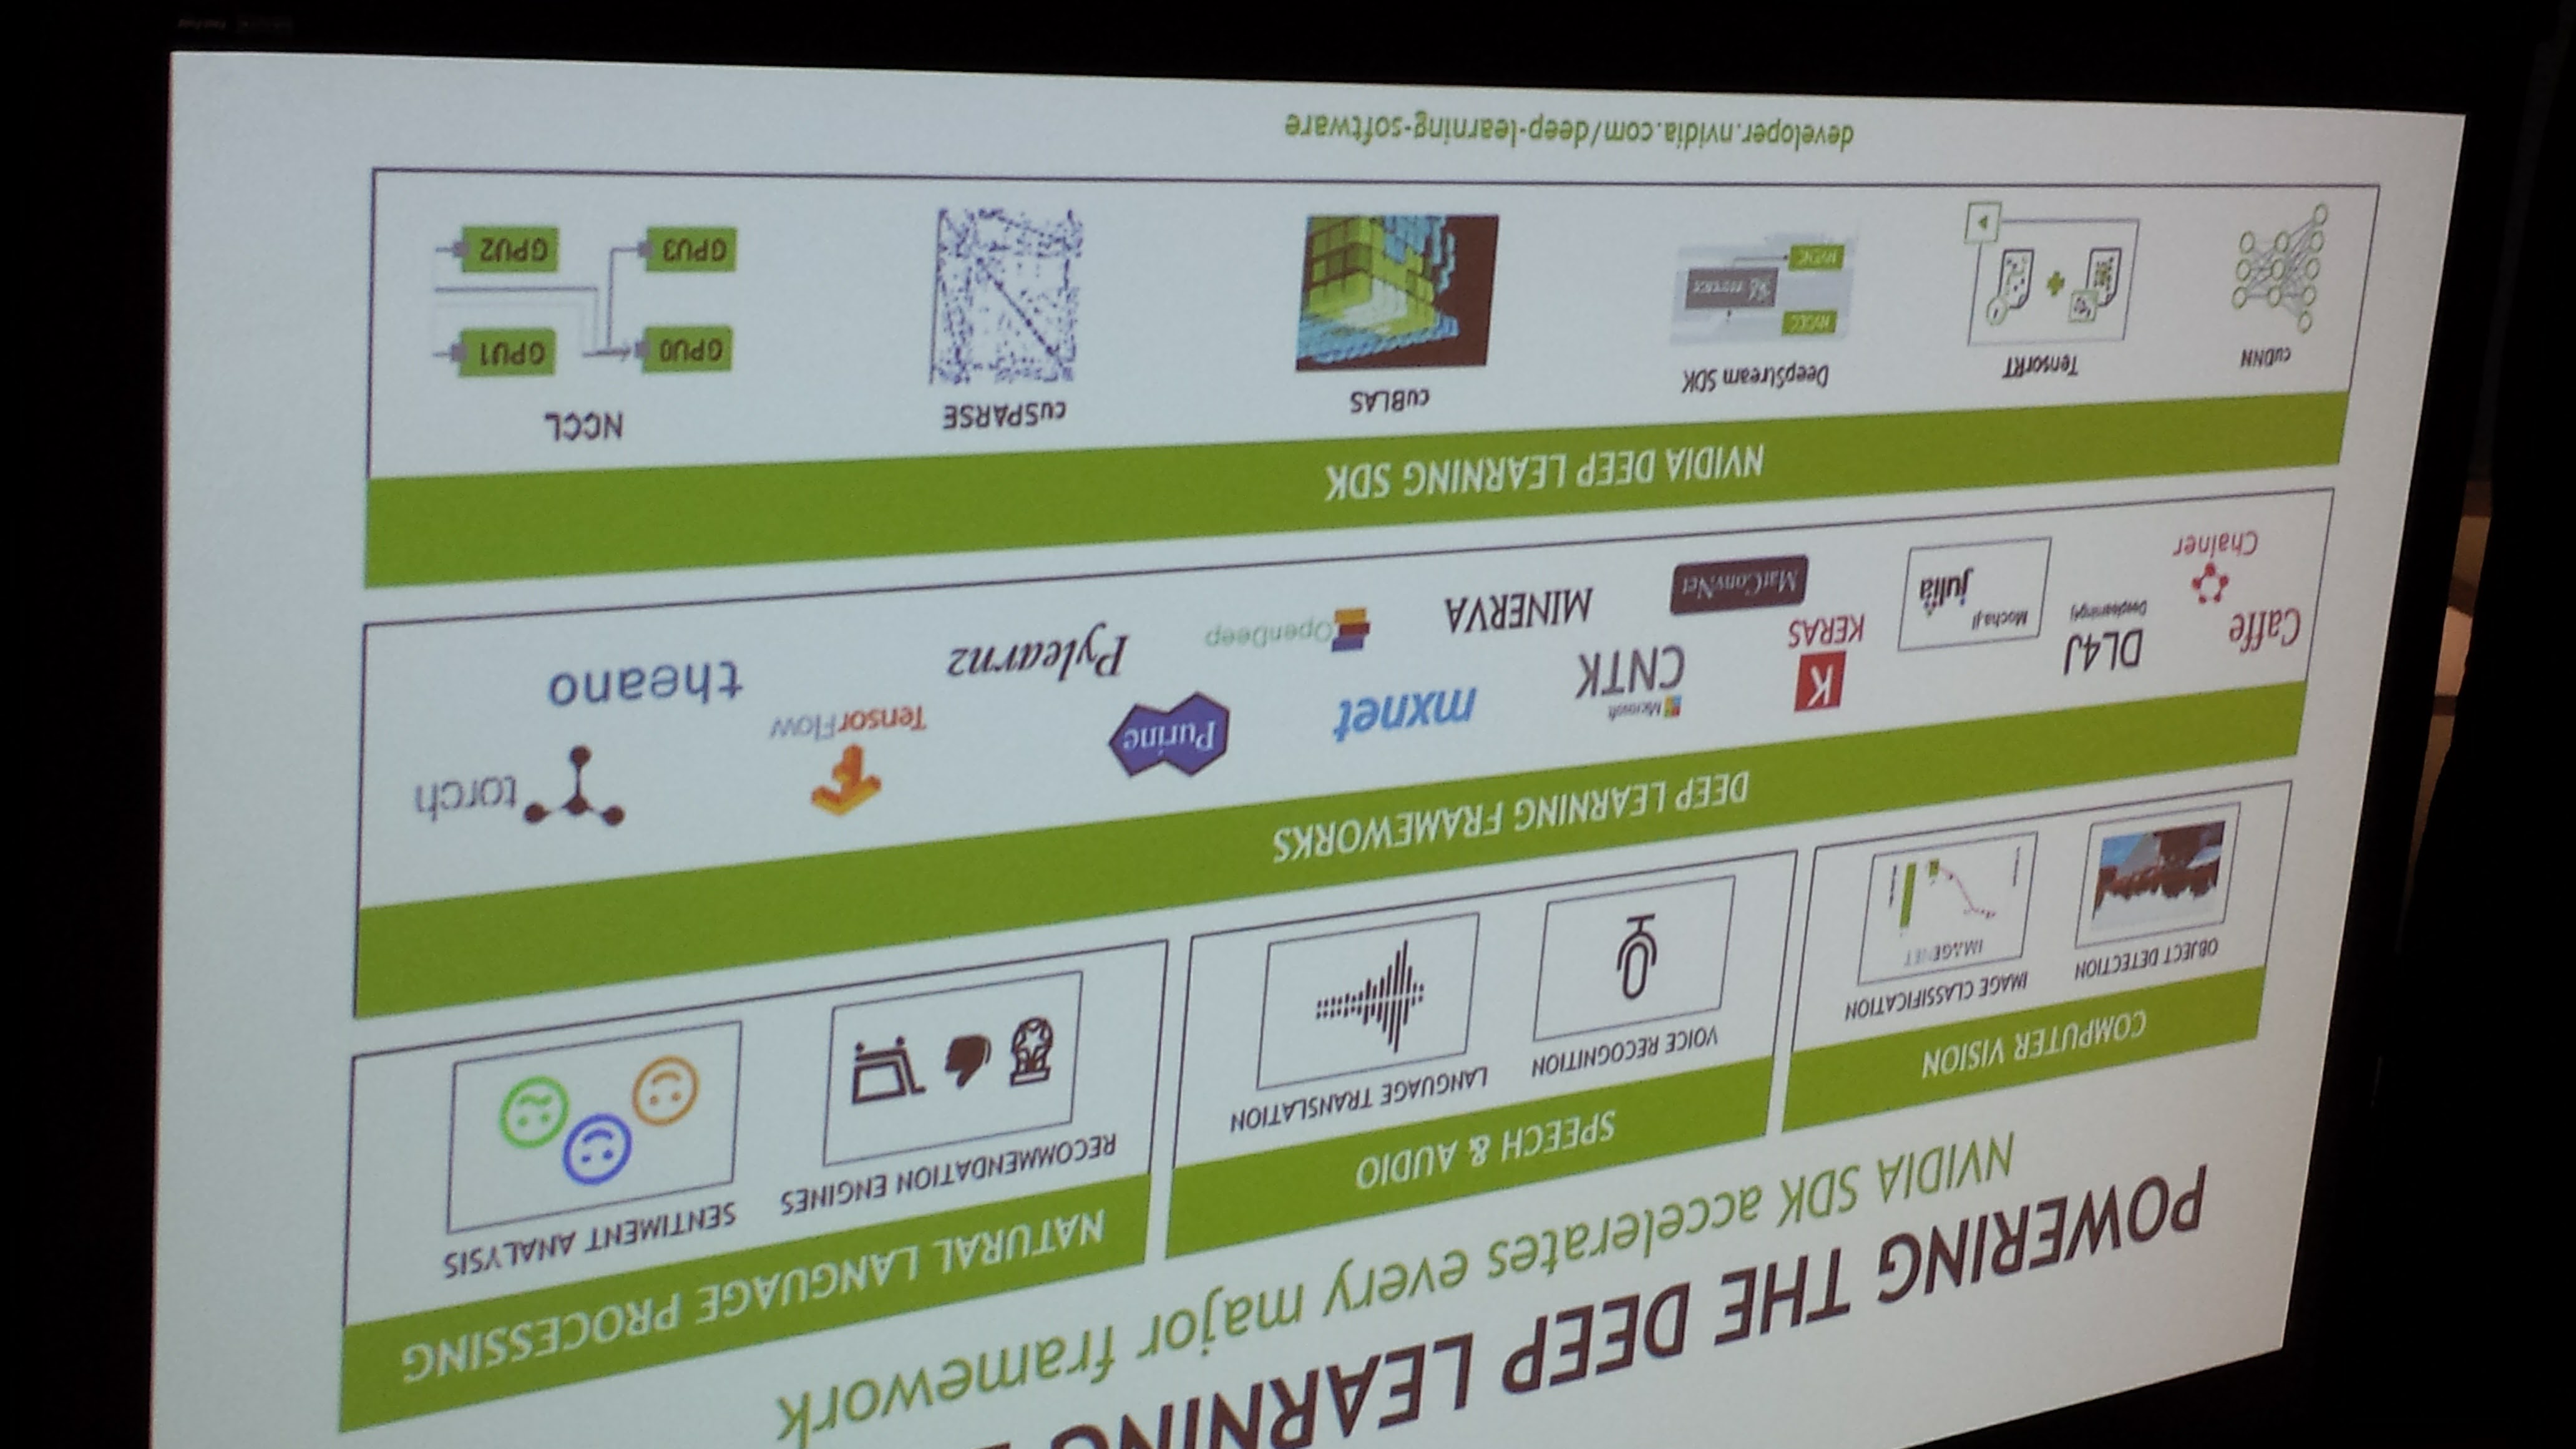 POWERING THE DEEP LEARNING
NVIDIA SDK accelerates every major framework
COMPUTER VISION
OBJECT DETECTION
IMAGE CLASSIFICATION
IMAGENET
SPEECH & AUDIO
VOICE RECOGNITION
LANGUAGE TRANSLATION
NATURAL LANGUAGE PROCESSING
RECOMMENDATION ENGINES
SENTIMENT ANALYSIS
DEEP LEARNING FRAMEWORKS
Caffe
Chainer
DL4J
Deeplearning4j
Mocha.jl
julia
K
KERAS
MatConvNet
Microsoft
CNTK
MINERVA
mxnet
OpenDeep
Purine
Pylearn2
TensorFlow
theano
torch
NVIDIA DEEP LEARNING SDK
cuDNN
TensorRT
DeepStream SDK
NVDEC
NVENC
cuBLAS
cuSPARSE
NCCL
GPU0
GPU1
GPU3
GPU2
developer.nvidia.com/deep-learning-software